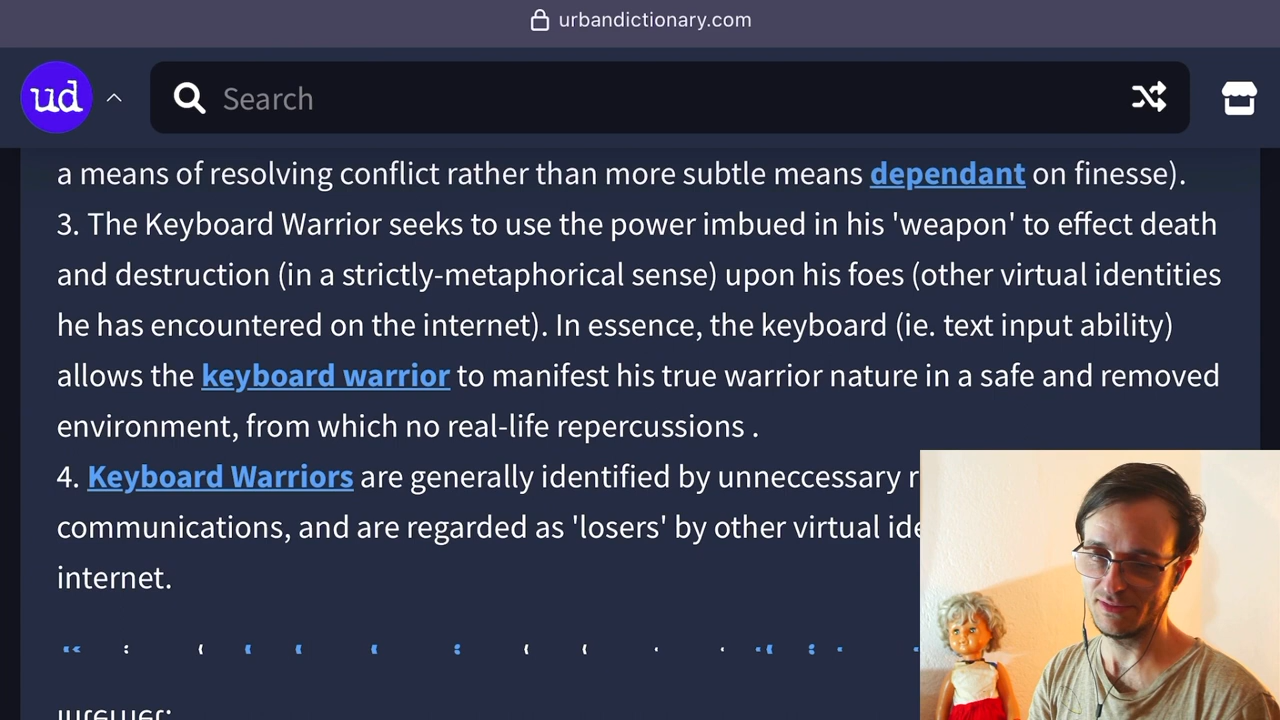 urbandictionary.com
ud
Search
a means of resolving conflict rather than more subtle means dependant on finesse).
3. The Keyboard Warrior seeks to use the power imbued in his 'weapon' to effect death
and destruction (in a strictly-metaphorical sense) upon his foes (other virtual identities
he has encountered on the internet). In essence, the keyboard (ie. text input ability)
allows the keyboard warrior to manifest his true warrior nature in a safe and removed
environment, from which no real-life repercussions .
4. Keyboard Warriors are generally identified by unneccessary
communications, and are regarded as 'losers' by other virtual
internet.